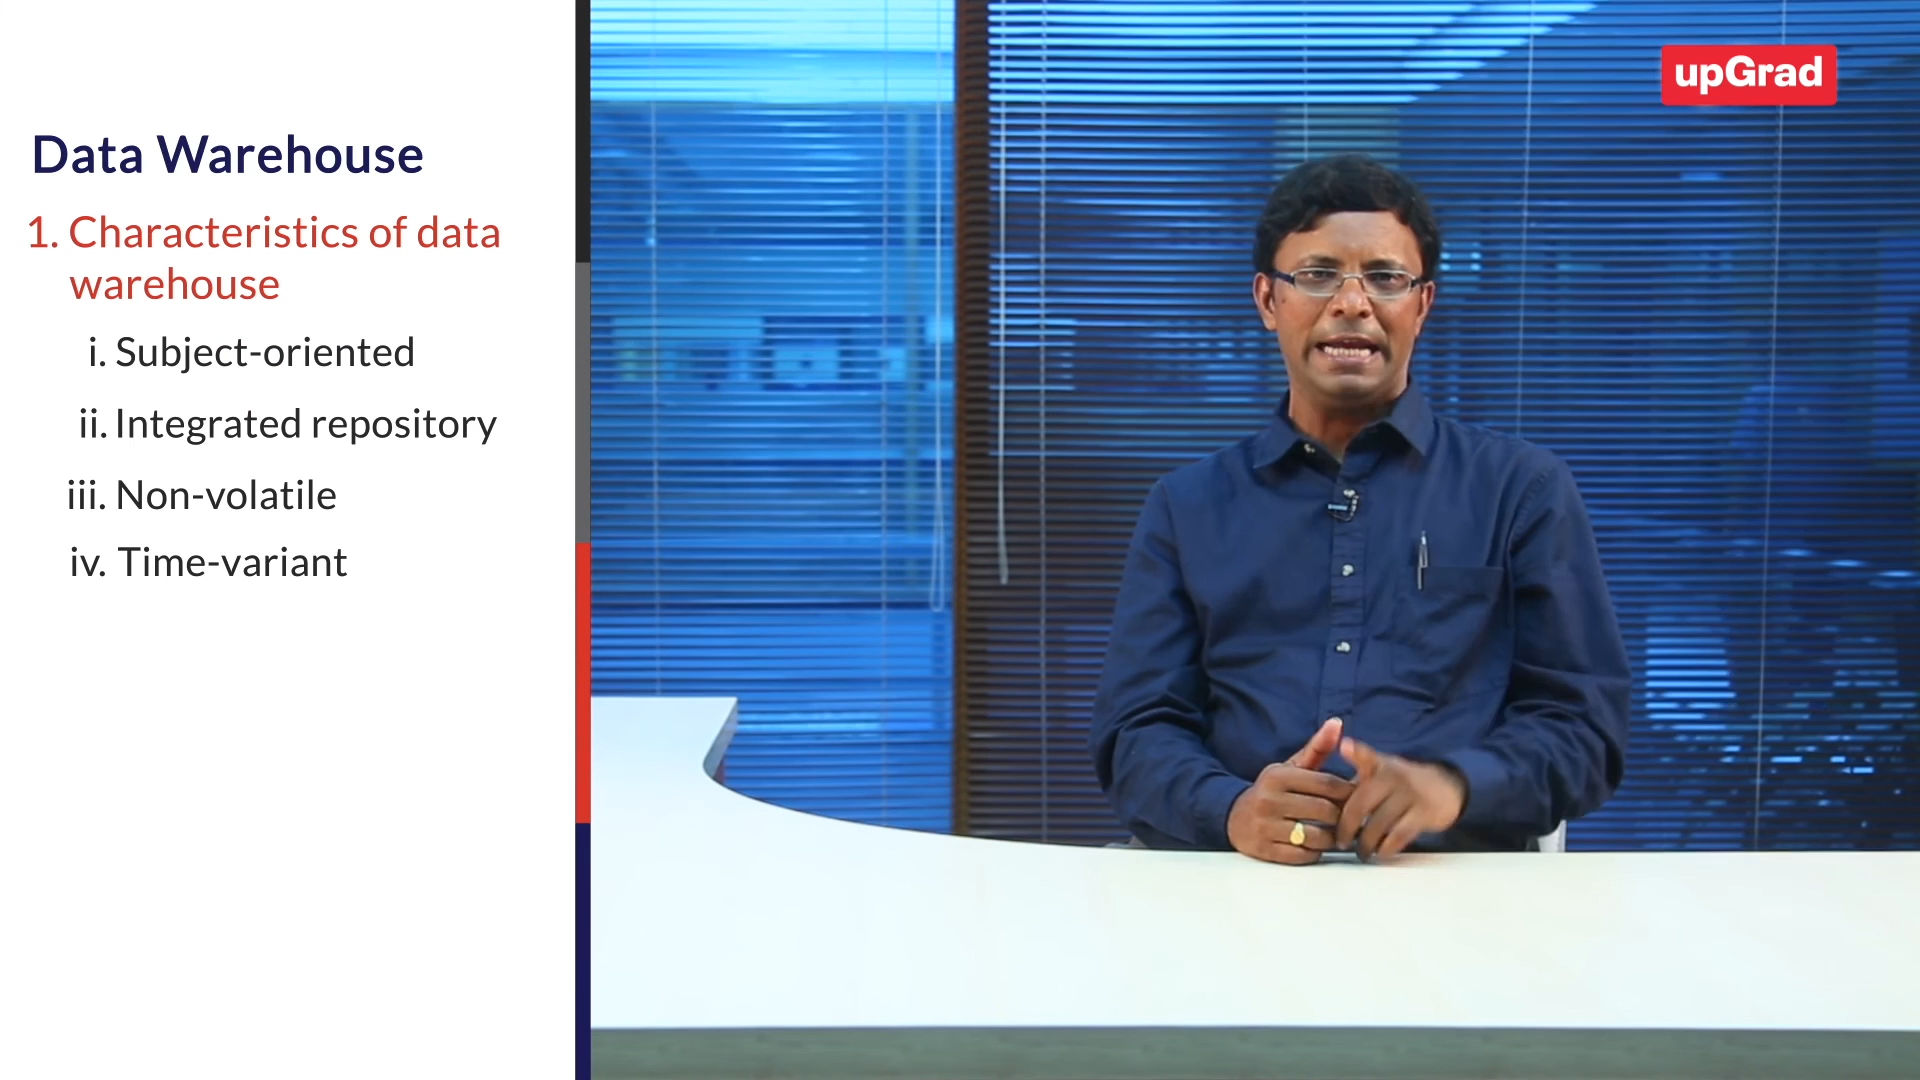 Data Warehouse
1. Characteristics of data
warehouse
i. Subject-oriented
ii. Integrated repository
iii. Non-volatile
iv. Time-variant
upGrad